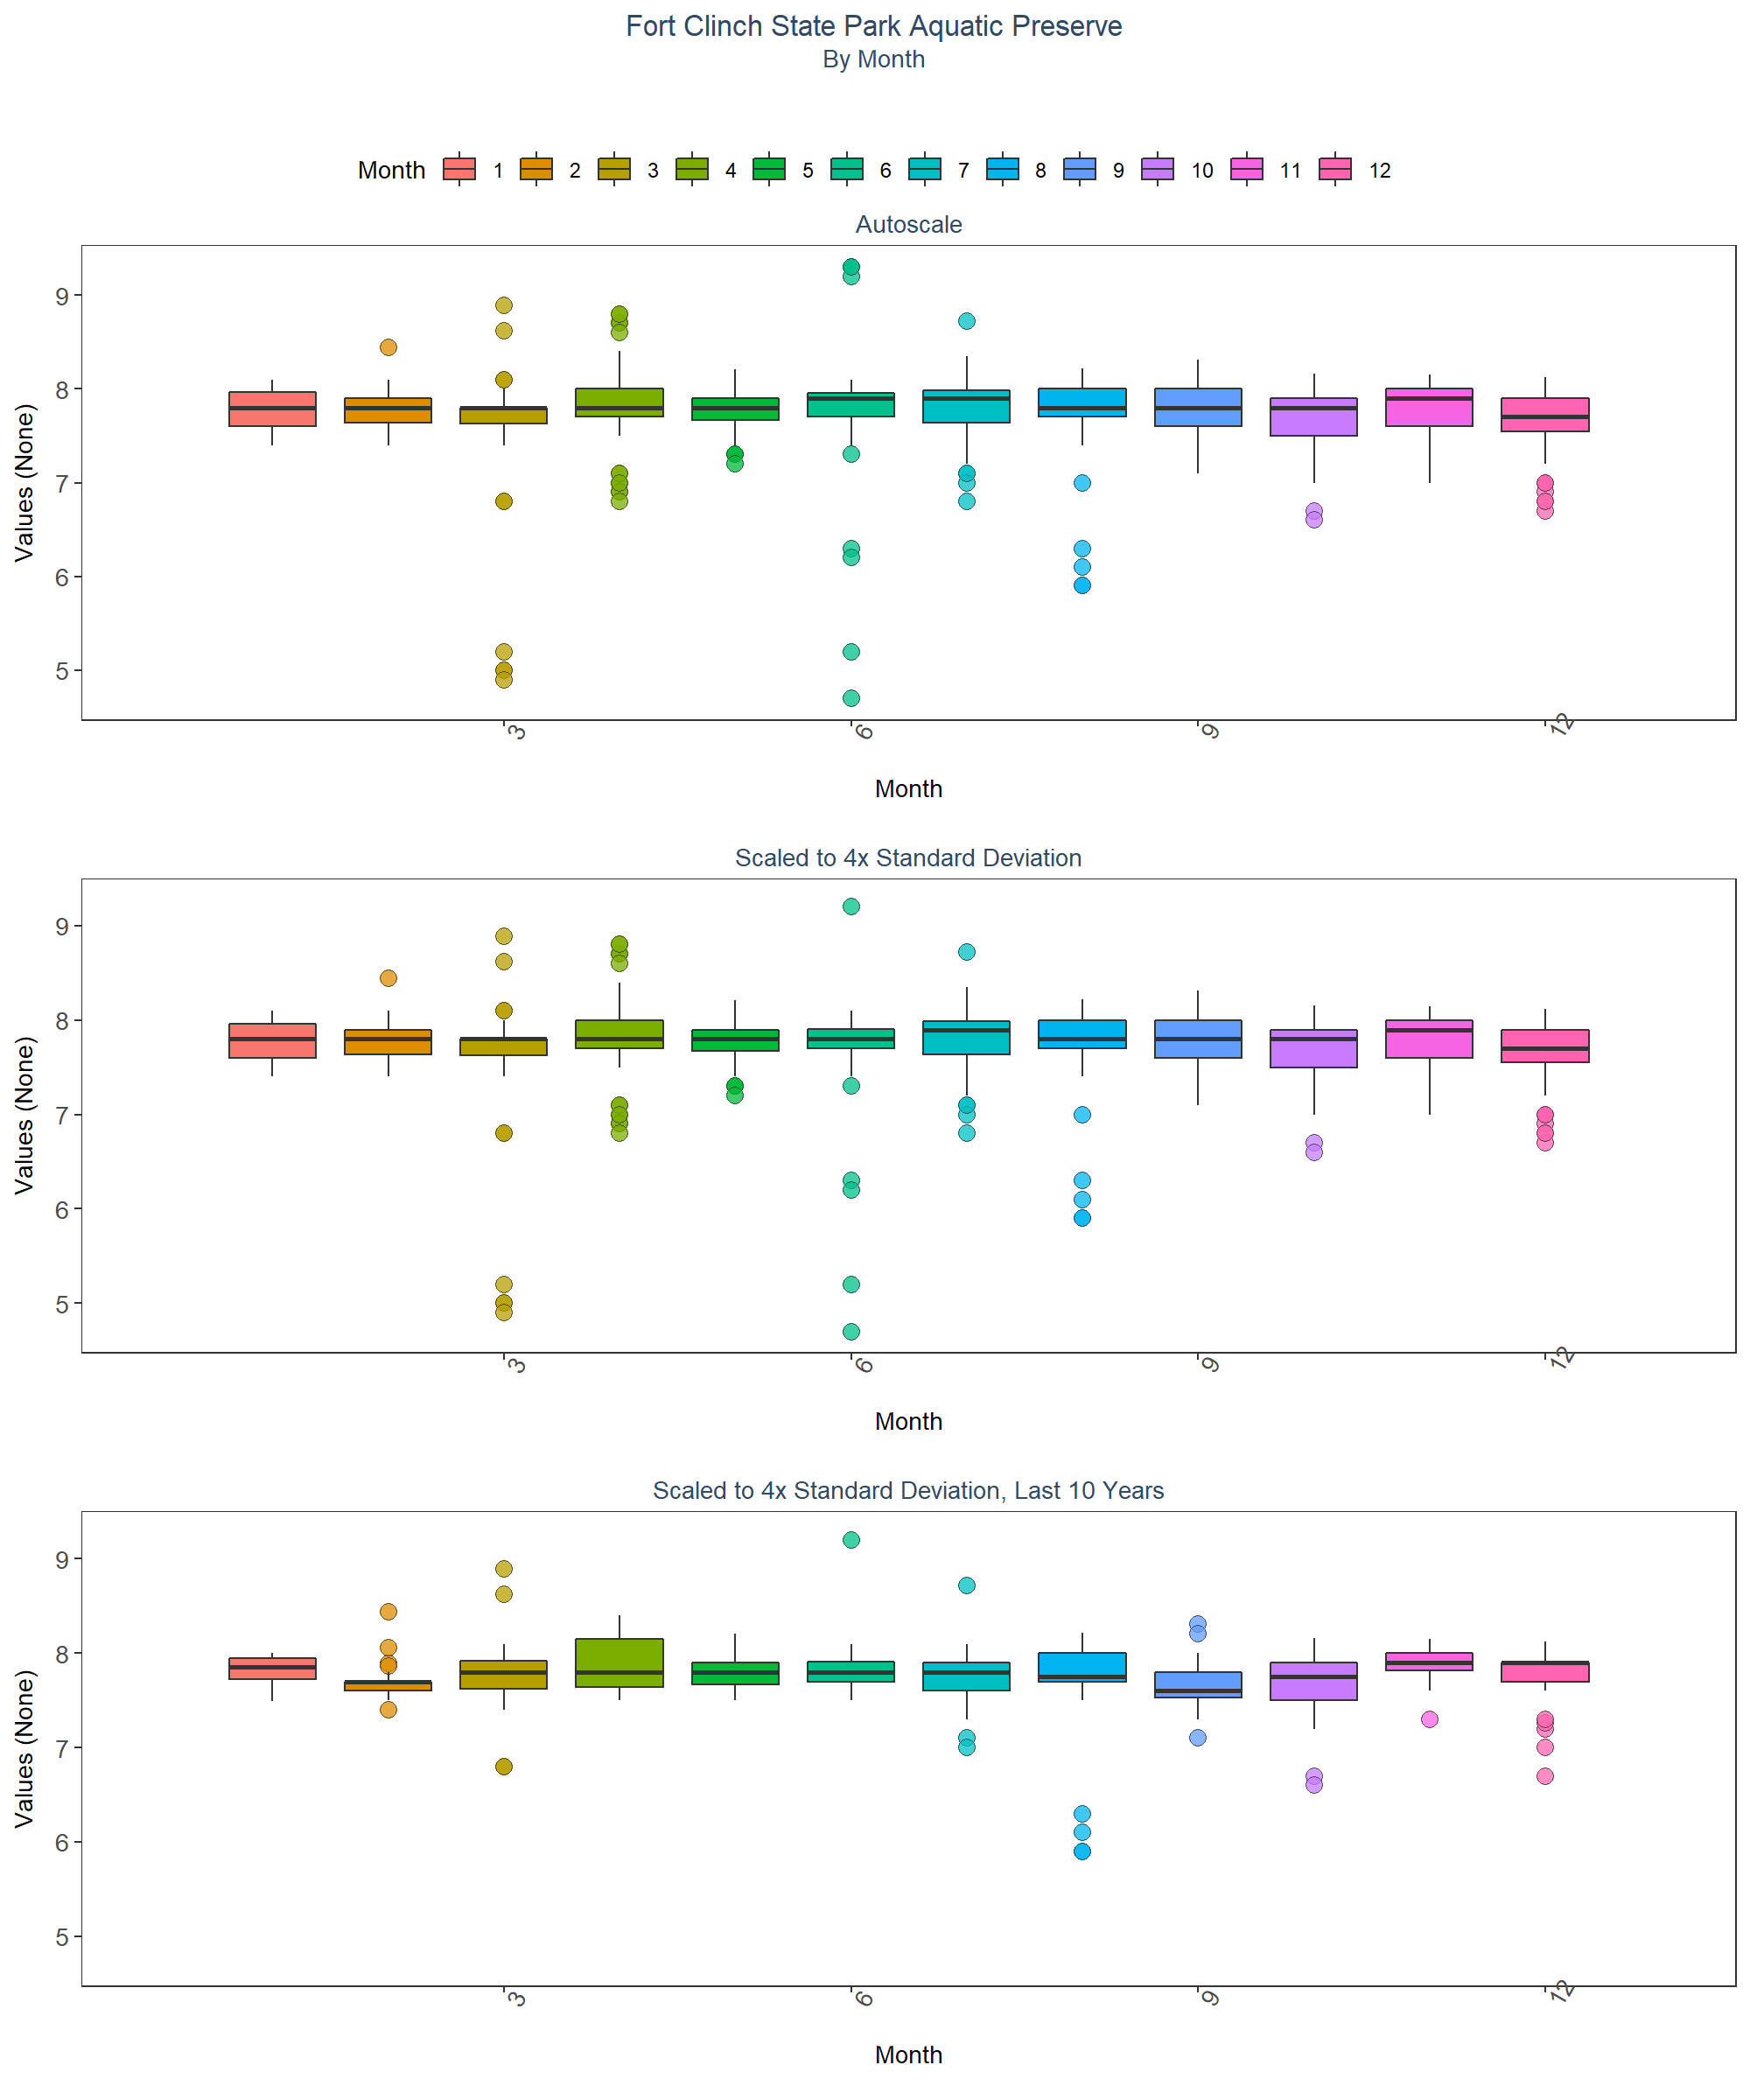 Fort Clinch State Park Aquatic Preserve
By Month
Month 1 2 3 4 5 6 7 8 9 10 11 12
Autoscale
Values (None)
9
8
7
6
5
3 6 9 12
Month
Scaled to 4x Standard Deviation
Values (None)
9
8
7
6
5
3 6 9 12
Month
Scaled to 4x Standard Deviation, Last 10 Years
Values (None)
9
8
7
6
5
3 6 9 12
Month